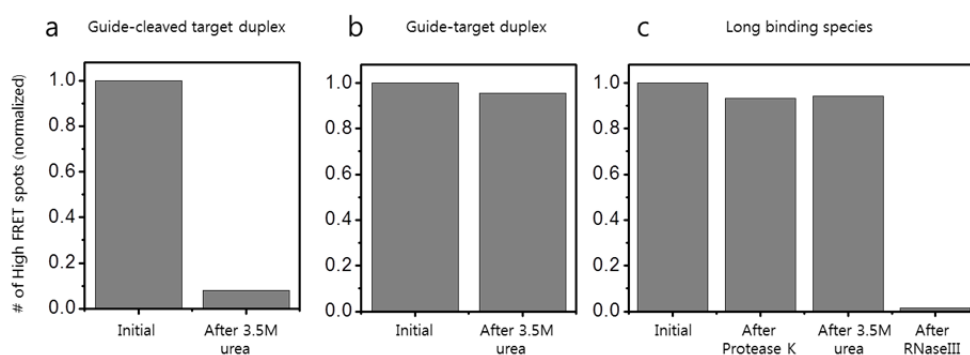 a Guide-cleaved target duplex
b Guide-target duplex
c Long binding species
# of High FRET spots (normalized)
1.0
0.8
0.6
0.4
0.2
0.0
Initial
After 3.5M
urea
1.0
0.8
0.6
0.4
0.2
0.0
Initial
After 3.5M
urea
1.0
0.8
0.6
0.4
0.2
0.0
Initial
After
Protease K
After 3.5M
urea
After
RNaseIII